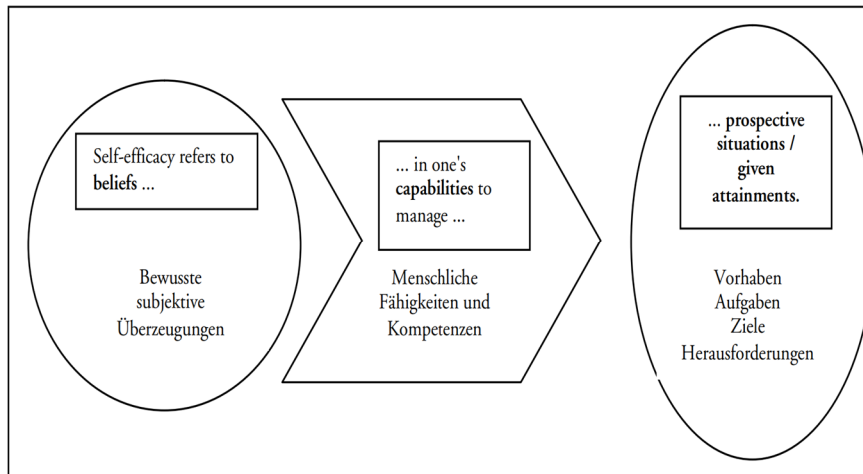 Self-efficacy refers to
beliefs ...
Bewusste
subjektive
Überzeugungen
... in one's
capabilities to
manage ...
Menschliche
Fähigkeiten und
Kompetenzen
... prospective
situations /
given
attainments.
Vorhaben
Aufgaben
Ziele
Herausforderungen